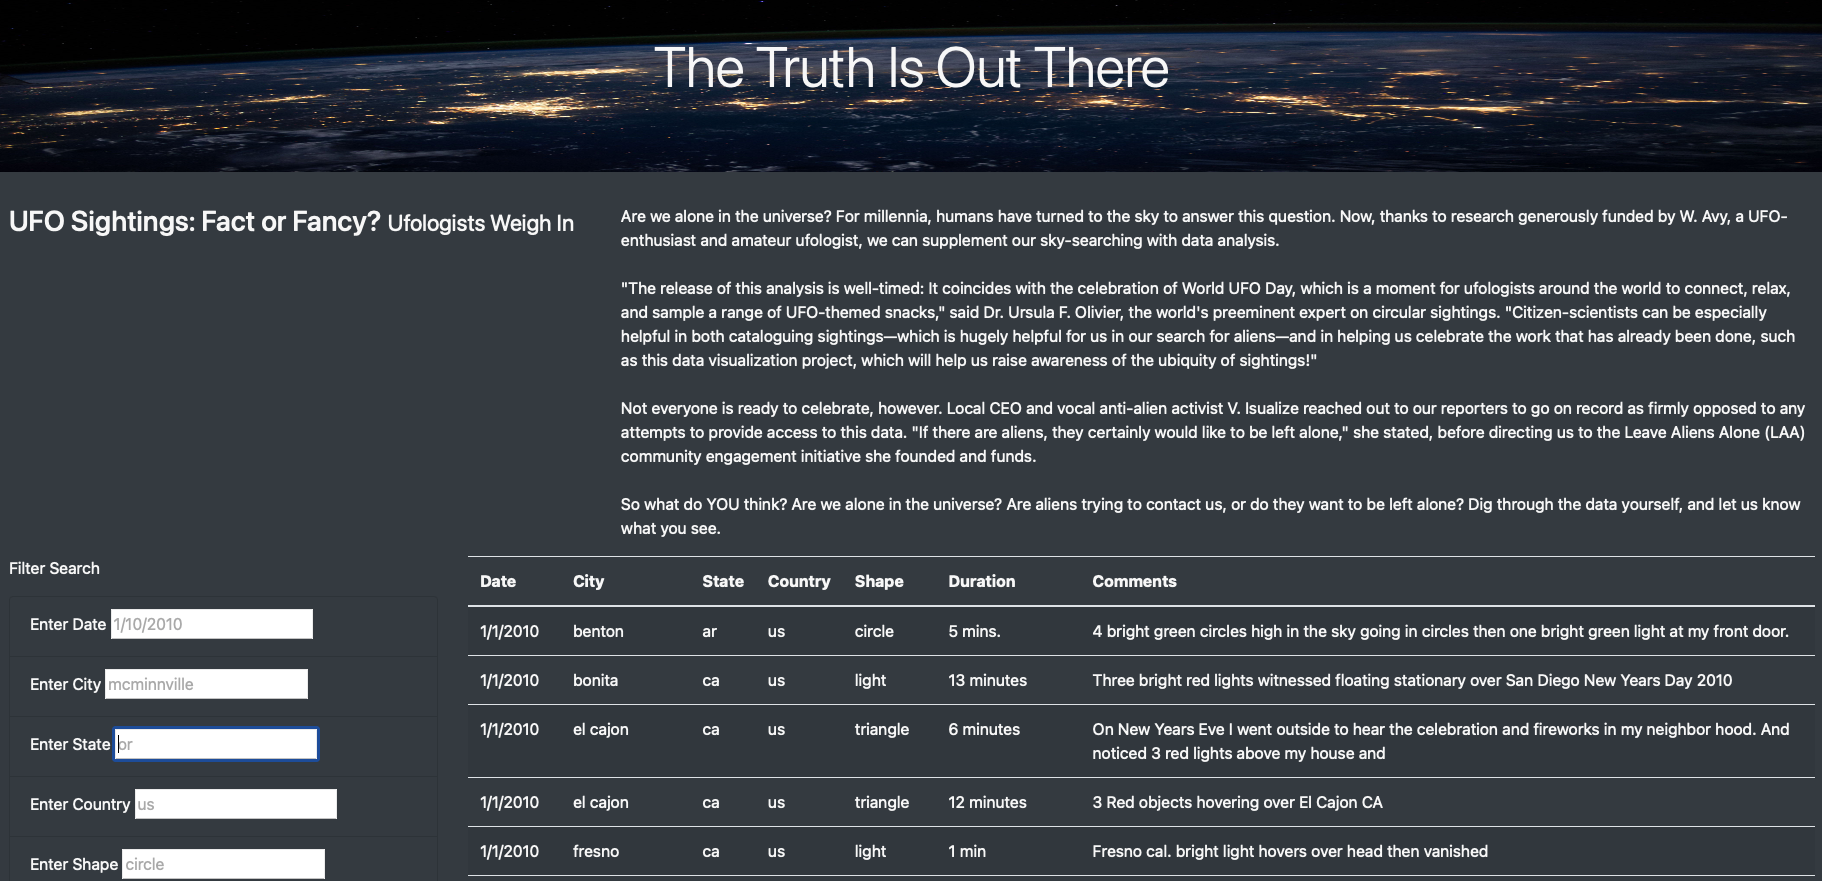 The Truth Is Out There
UFO Sightings: Fact or Fancy? Ufologists Weigh In
Are we alone in the universe? For millennia, humans have turned to the sky to answer this question. Now, thanks to research generously funded by W. Avy, a UFO-
enthusiast and amateur ufologist, we can supplement our sky-searching with data analysis.
"The release of this analysis is well-timed: It coincides with the celebration of World UFO Day, which is a moment for ufologists around the world to connect, relax,
and sample a range of UFO-themed snacks," said Dr. Ursula F. Olivier, the world's preeminent expert on circular sightings. "Citizen-scientists can be especially
helpful in both cataloguing sightings—which is hugely helpful for us in our search for aliens—and in helping us celebrate the work that has already been done, such
as this data visualization project, which will help us raise awareness of the ubiquity of sightings!"
Not everyone is ready to celebrate, however. Local CEO and vocal anti-alien activist V. Isualize reached out to our reporters to go on record as firmly opposed to any
attempts to provide access to this data. "If there are aliens, they certainly would like to be left alone," she stated, before directing us to the Leave Aliens Alone (LAA)
community engagement initiative she founded and funds.
So what do YOU think? Are we alone in the universe? Are aliens trying to contact us, or do they want to be left alone? Dig through the data yourself, and let us know
what you see.
Filter Search
Enter Date 1/10/2010
Enter City mcminnville
Enter State or
Enter Country us
Enter Shape circle
Date City State Country Shape Duration Comments
1/1/2010 benton ar us circle 5 mins. 4 bright green circles high in the sky going in circles then one bright green light at my front door.
1/1/2010 bonita ca us light 13 minutes Three bright red lights witnessed floating stationary over San Diego New Years Day 2010
1/1/2010 el cajon ca us triangle 6 minutes On New Years Eve I went outside to hear the celebration and fireworks in my neighbor hood. And
noticed 3 red lights above my house and
1/1/2010 el cajon ca us triangle 12 minutes 3 Red objects hovering over El Cajon CA
1/1/2010 fresno ca us light 1 min Fresno cal. bright light hovers over head then vanished